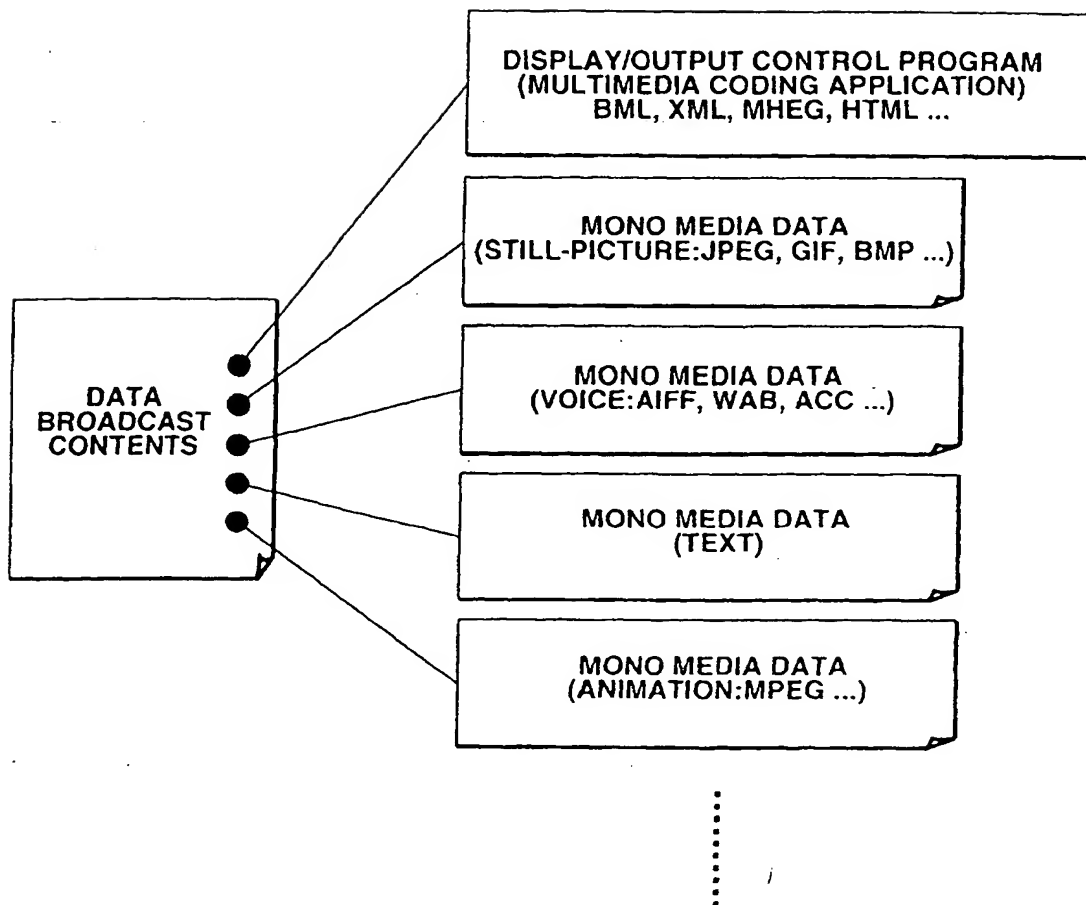 DISPLAY/OUTPUT CONTROL PROGRAM
(MULTIMEDIA CODING APPLICATION)
BML, XML, MHEG, HTML ...
MONO MEDIA DATA
(STILL-PICTURE:JPEG, GIF, BMP ...)
DATA
BROADCAST
CONTENTS
MONO MEDIA DATA
(VOICE:AIFF, WAB, ACC ...)
MONO MEDIA DATA
(TEXT)
MONO MEDIA DATA
(ANIMATION:MPEG ...)